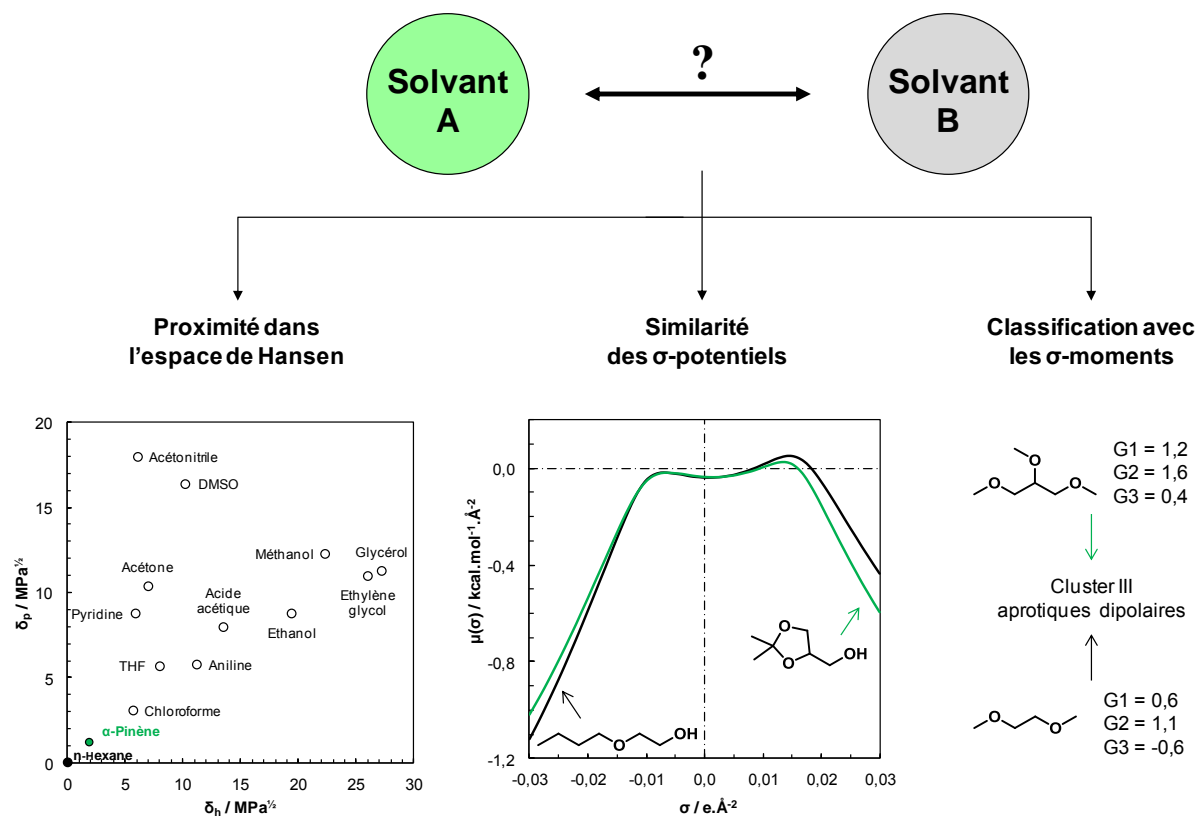 Solvant
A
?
Solvant
B
Proximité dans
l'espace de Hansen
Similarité
des σ-potentiels
Classification avec
les σ-moments
δp / MPa½
20
15
10
5
0
Acétonitrile
DMSO
Méthanol
Glycérol
Acétone
Ethylène
glycol
Pyridine
Acide
acétique
Ethanol
THF
Aniline
Chloroforme
α-Pinène
n-Hexane
0
5
10
15
20
25
30
δh / MPa½
μ(σ) / kcal.mol-1.Å-2
0,0
-0,4
-0,8
-1,2
O
O
OH
O
OH
-0,03
-0,02
-0,01
0,0
0,01
0,02
0,03
σ / e.Å-2
O
O
O
G1 = 1,2
G2 = 1,6
G3 = 0,4
Cluster III
aprotiques dipolaires
O
O
G1 = 0,6
G2 = 1,1
G3 = -0,6